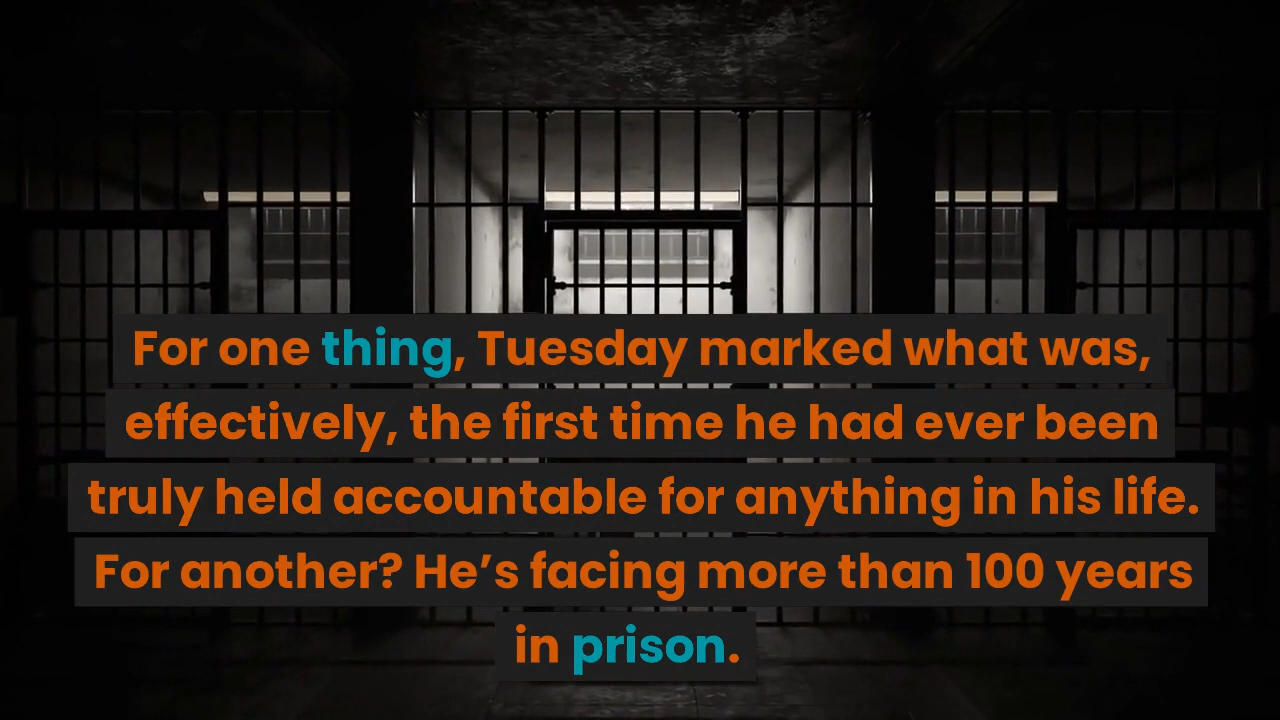 For one thing, Tuesday marked what was,
effectively, the first time he had ever been
truly held accountable for anything in his life.
For another? He’s facing more than 100 years
in prison.